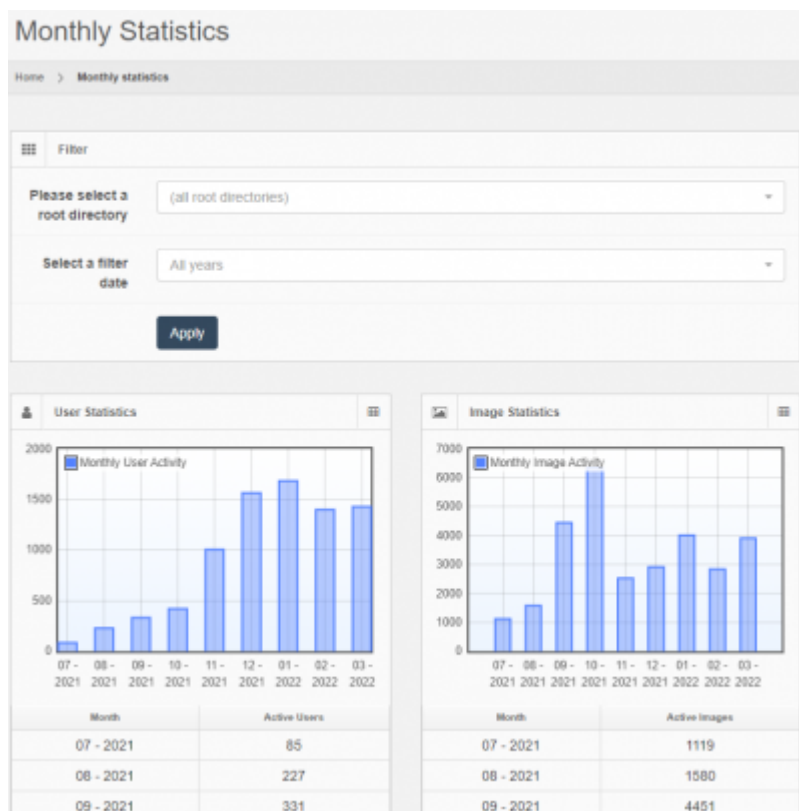 Monthly Statistics
Home > Monthly statistics
Filter
Please select a root directory
(all root directories)
Select a filter date
All years
Apply
User Statistics
2000
1500
1000
500
0
Monthly User Activity
07 - 2021
08 - 2021
09 - 2021
10 - 2021
11 - 2021
12 - 2021
01 - 2022
02 - 2022
03 - 2022
Month Active Users
07 - 2021 85
08 - 2021 227
09 - 2021 331
Image Statistics
7000
6000
5000
4000
3000
2000
1000
0
Monthly Image Activity
07 - 2021
08 - 2021
09 - 2021
10 - 2021
11 - 2021
12 - 2021
01 - 2022
02 - 2022
03 - 2022
Month Active Images
07 - 2021 1119
08 - 2021 1580
09 - 2021 4451